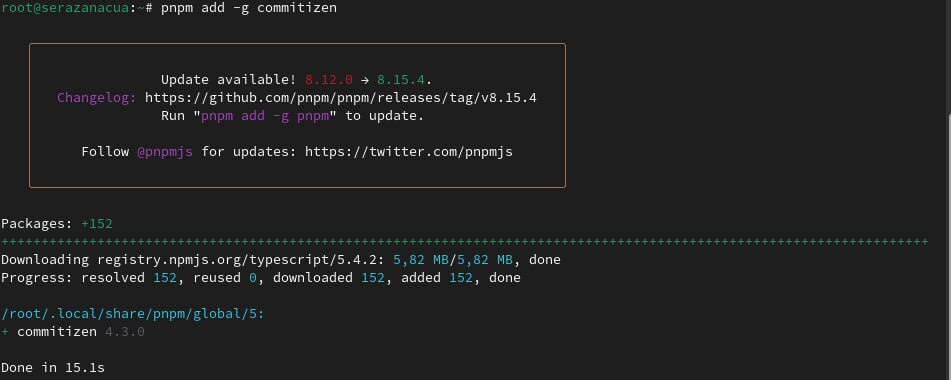 root@serazanacua:~# pnpm add -g commitizen
Update available! 8.12.0 → 8.15.4.
Changelog: https://github.com/pnpm/pnpm/releases/tag/v8.15.4
Run "pnpm add -g pnpm" to update.
Follow @pnpmjs for updates: https://twitter.com/pnpmjs
Packages: +152
++++++++++++++++++++++++++++++++++++++++++++++++++++++++++++++++++++++++++++++++++++++++++++++++++++++++++++++++++++
Downloading registry.npmjs.org/typescript/5.4.2: 5,82 MB/5,82 MB, done
Progress: resolved 152, reused 0, downloaded 152, added 152, done
/root/.local/share/pnpm/global/5:
+ commitizen 4.3.0
Done in 15.1s